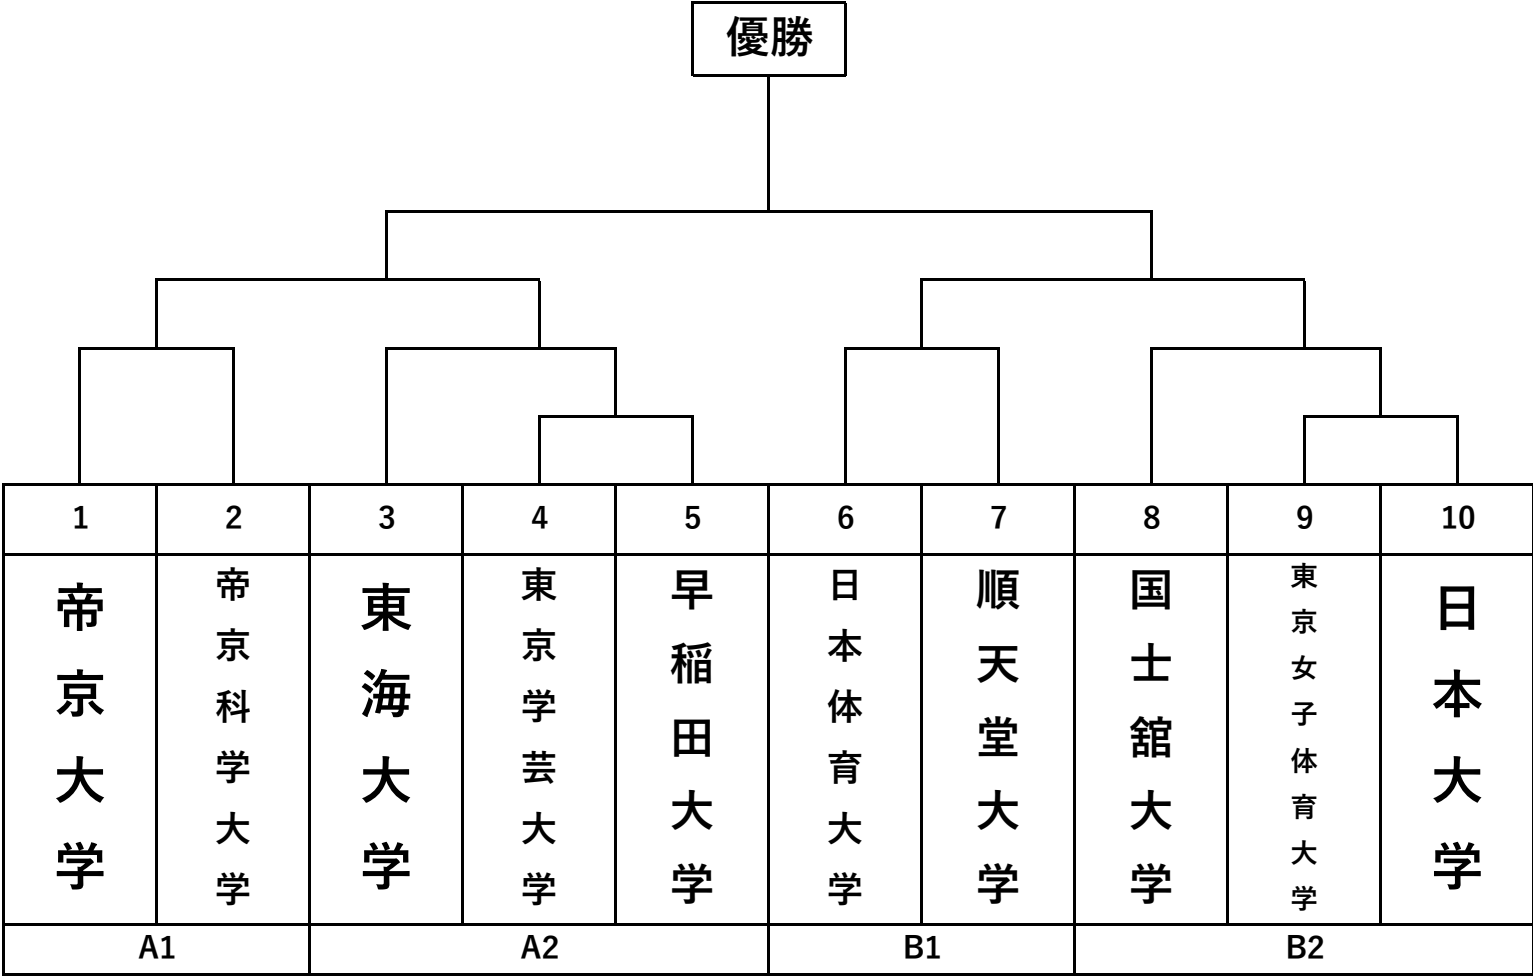 優勝
1
2
3
4
5
6
7
8
9
10
帝京大学
帝京科学大学
東海大学
東京学芸大学
早稲田大学
日本体育大学
順天堂大学
国士舘大学
東京女子体育大学
日本大学
A1
A2
B1
B2